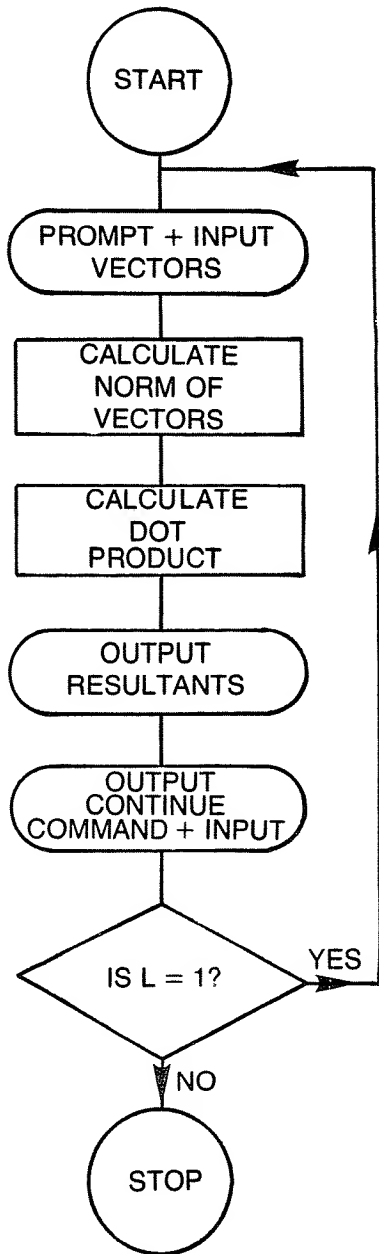 START
PROMPT + INPUT
VECTORS
CALCULATE
NORM OF
VECTORS
CALCULATE
DOT
PRODUCT
OUTPUT
RESULTANTS
OUTPUT
CONTINUE
COMMAND + INPUT
IS L = 1?
YES
NO
STOP